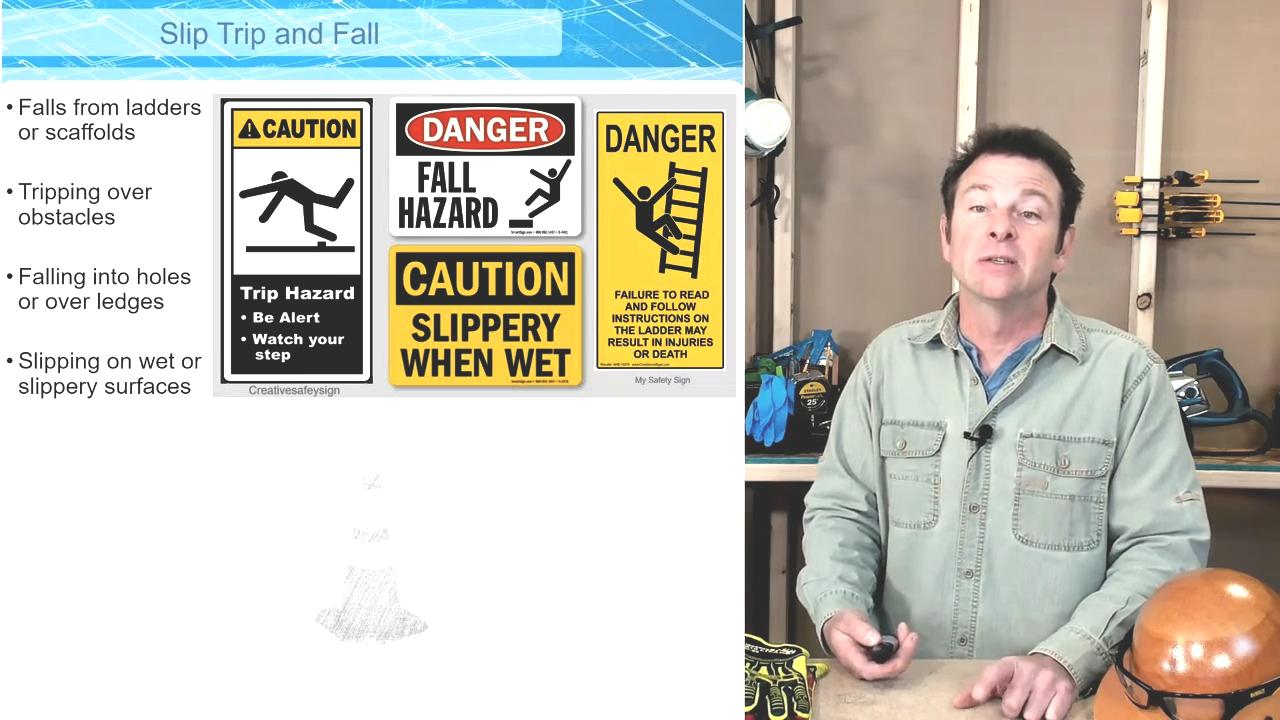 Slip Trip and Fall
• Falls from ladders
or scaffolds
• Tripping over
obstacles
• Falling into holes
or over ledges
• Slipping on wet or
slippery surfaces
CAUTION
Trip Hazard
• Be Alert
• Watch your
step
Creativesafeysign
DANGER
FALL
HAZARD
CAUTION
SLIPPERY
WHEN WET
DANGER
FAILURE TO READ
AND FOLLOW
INSTRUCTIONS ON
THE LADDER MAY
RESULT IN INJURIES
OR DEATH
My Safety Sign
STANLEY
25'